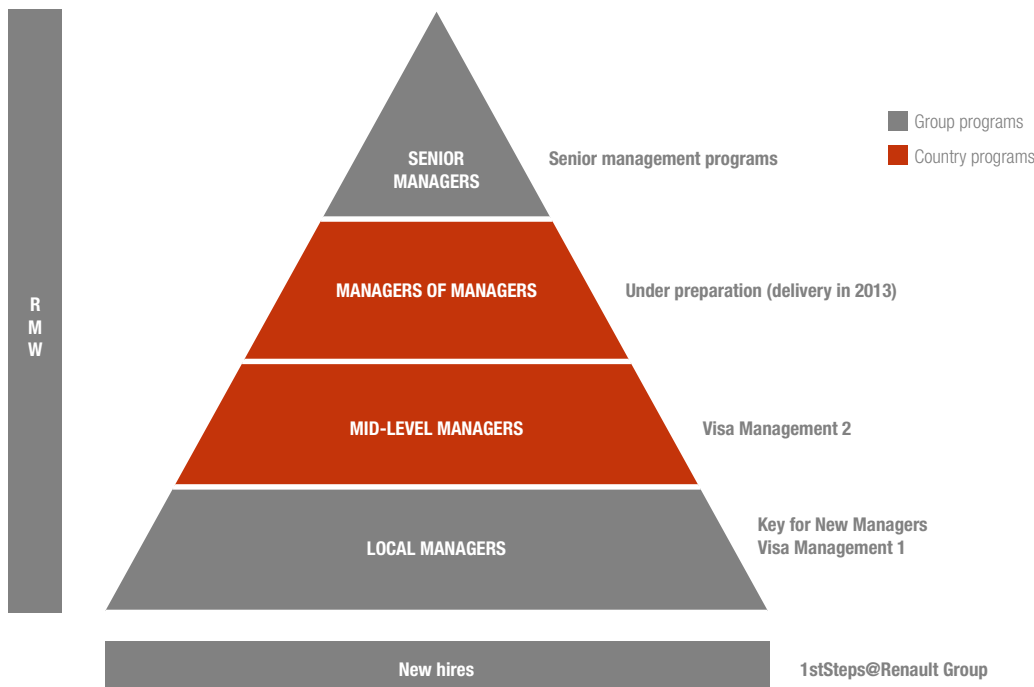 Group programs
Country programs
SENIOR
MANAGERS
Senior management programs
MANAGERS OF MANAGERS
Under preparation (delivery in 2013)
R
M
W
MID-LEVEL MANAGERS
Visa Management 2
Key for New Managers
Visa Management 1
LOCAL MANAGERS
New hires
1stSteps@Renault Group